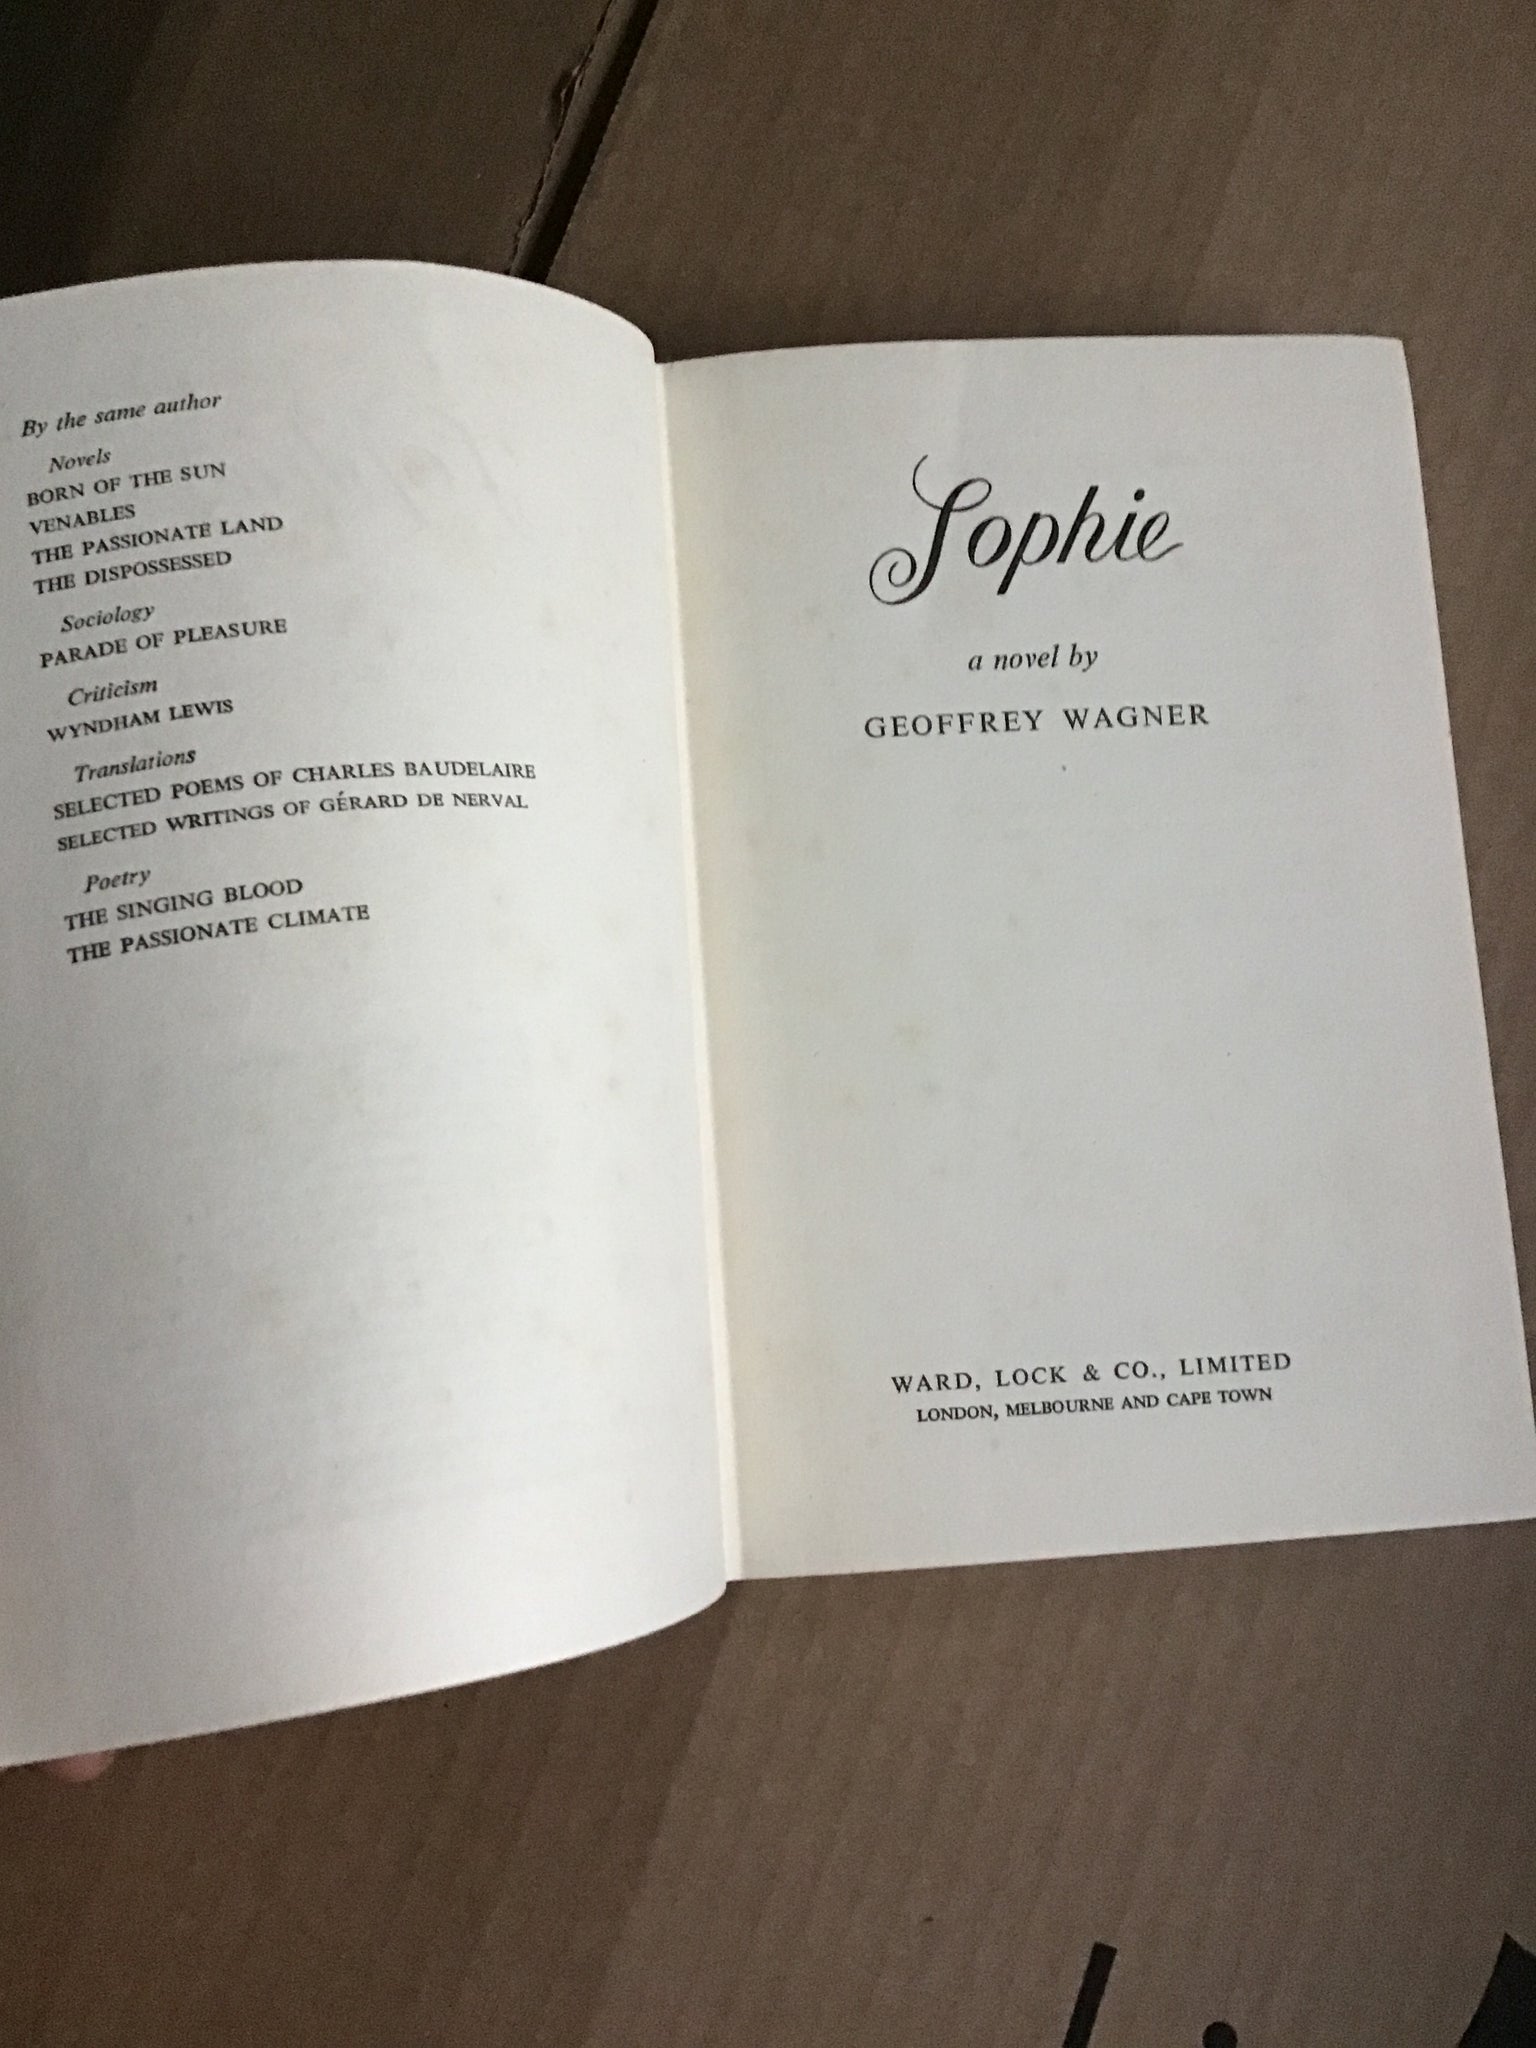 By the same author
Novels
BORN OF THE SUN
VENABLES
THE PASSIONATE LAND
THE DISPOSSESSED
Sociology
PARADE OF PLEASURE
Criticism
WYNDHAM LEWIS
Translations
SELECTED POEMS OF CHARLES BAUDELAIRE
SELECTED WRITINGS OF GÉRARD DE NERVAL
Poetry
THE SINGING BLOOD
THE PASSIONATE CLIMATE
Sophie
a novel by
GEOFFREY WAGNER
WARD, LOCK & CO., LIMITED
LONDON, MELBOURNE AND CAPE TOWN